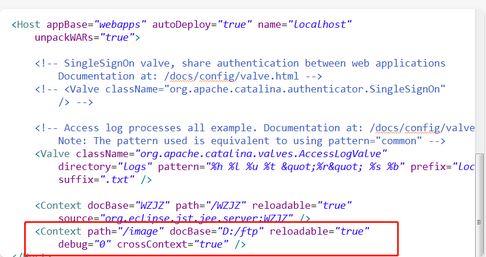 <Host appBase="webapps" autoDeploy="true" name="localhost"
unpackWARs="true">
<!-- SingleSignOn valve, share authentication between web applications
Documentation at: /docs/config/valve.html -->
<!-- <Valve className="org.apache.catalina.authenticator.SingleSignOn"
/> -->
<!-- Access log processes all example. Documentation at: /docs/config/valve
Note: The pattern used is equivalent to using pattern="common" -->
<Valve className="org.apache.catalina.valves.AccessLogValve"
directory="logs" pattern="%h %l %u %t &quot;%r&quot; %s %b" prefix="loc
suffix=".txt" />
<Context docBase="WZJZ" path="/WZJZ" reloadable="true"
source="org.eclipse.jst.jee.server:WZJZ" />
<Context path="/image" docBase="D:/ftp" reloadable="true"
debug="0" crossContext="true" />